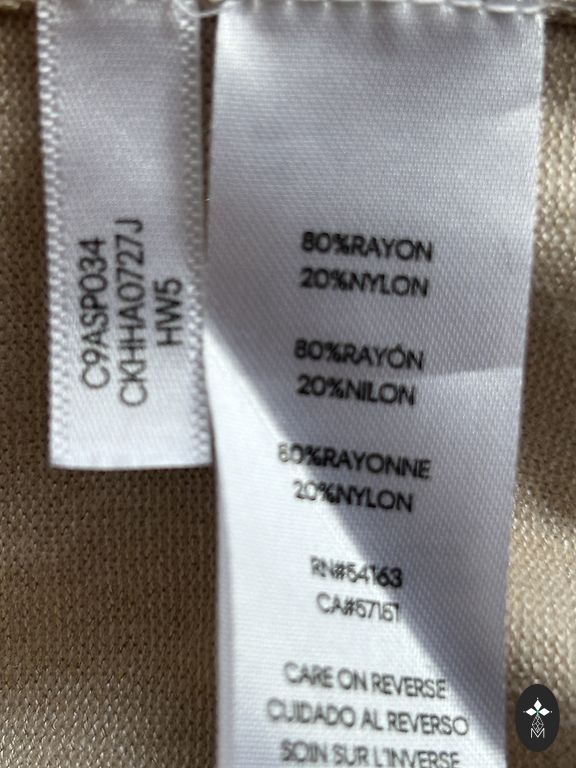 C9ASP034
CKHHA0727J
HW5
80%RAYON
20%NYLON
80%RAYÓN
20%NILON
80%RAYONNE
20%NYLON
RN#54163
CA#57151
CARE ON REVERSE
CUIDADO AL REVERSO
SOIN SUR L'INVERSE
M